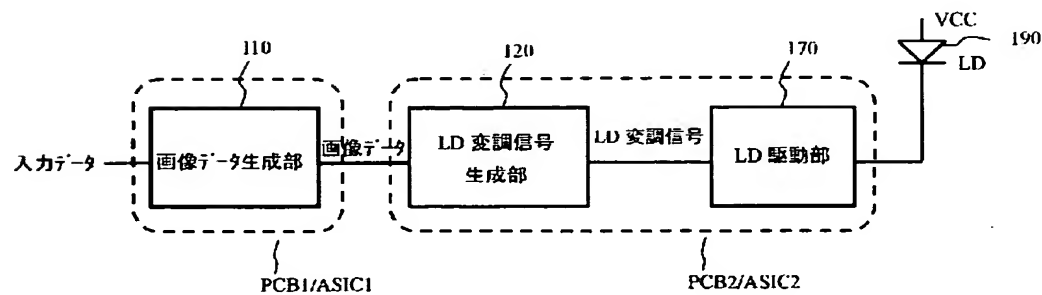 VCC
190
LD
110
120
170
入力データ
画像データ生成部
画像データ
LD 変調信号
生成部
LD 変調信号
LD 駆動部
PCB1/ASIC1
PCB2/ASIC2